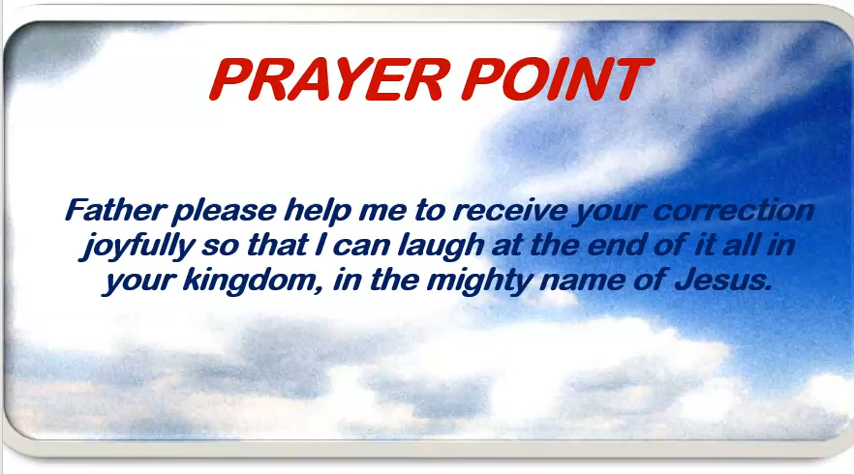 PRAYER POINT
Father please help me to receive your correction
joyfully so that I can laugh at the end of it all in
your kingdom, in the mighty name of Jesus.